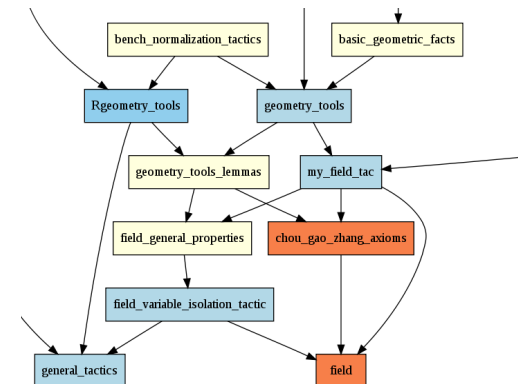 bench_normalization_tactics
basic_geometric_facts
Rgeometry_tools
geometry_tools
geometry_tools_lemmas
my_field_tac
field_general_properties
chou_gao_zhang_axioms
field_variable_isolation_tactic
general_tactics
field